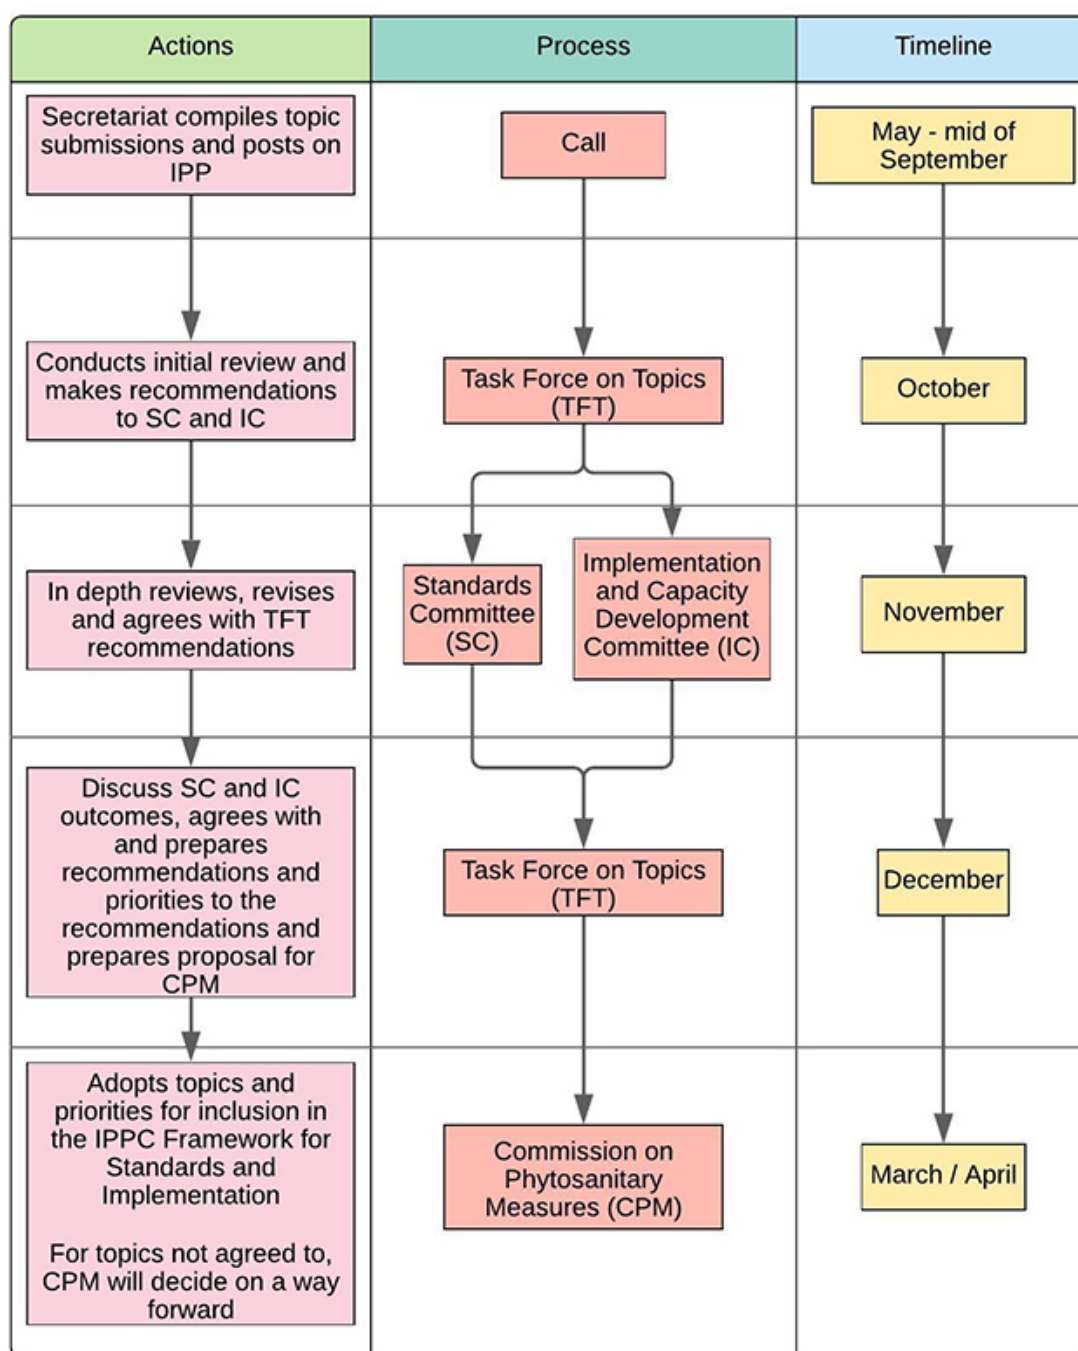 Actions
Process
Timeline
Secretariat compiles topic
submissions and posts on
IPP
Call
May - mid of
September
Conducts initial review and
makes recommendations
to SC and IC
Task Force on Topics
(TFT)
October
In depth reviews, revises
and agrees with TFT
recommendations
Standards
Committee
(SC)
Implementation
and Capacity
Development
Committee (IC)
November
Discuss SC and IC
outcomes, agrees with
and prepares
recommendations and
priorities to the
recommendations and
prepares proposal for
CPM
Task Force on Topics
(TFT)
December
Adopts topics and
priorities for inclusion in
the IPPC Framework for
Standards and
Implementation
For topics not agreed to,
CPM will decide on a way
forward
Commission on
Phytosanitary
Measures (CPM)
March / April